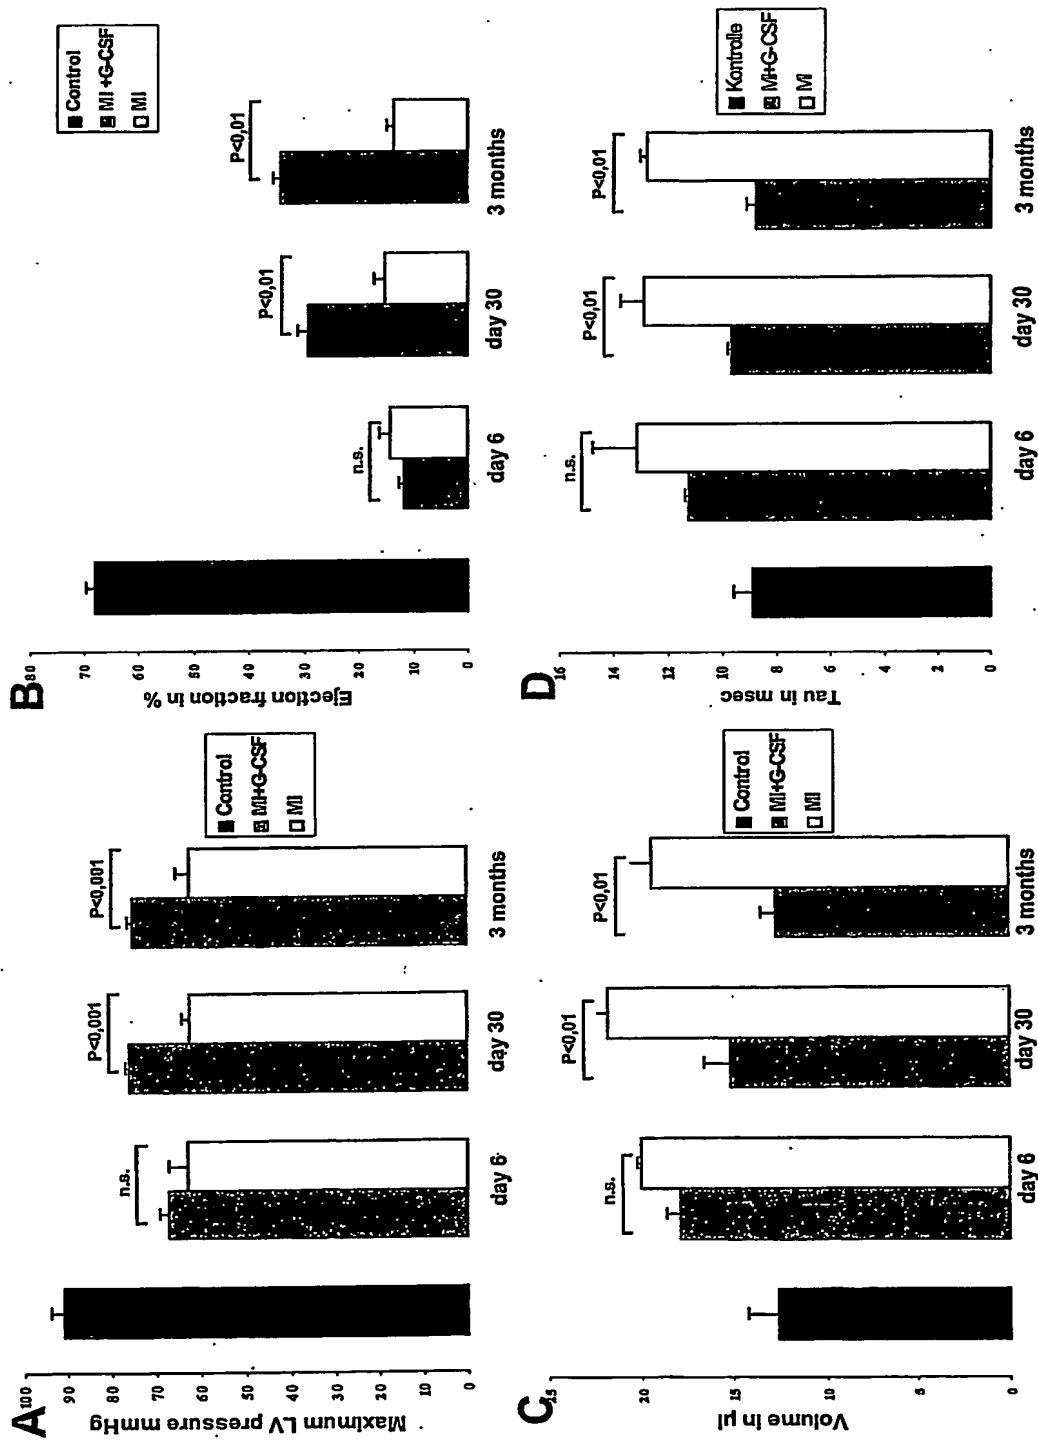 A
Maximum LV pressure mmHg
100
90
80
70
60
50
40
30
20
10
0
n.s.
P<0,001
P<0,001
day 6
day 30
3 months
Control
MI+G-CSF
MI
B
Ejection fraction in %
80
70
60
50
40
30
20
10
0
n.s.
P<0,01
P<0,01
day 6
day 30
3 months
Control
MI+G-CSF
MI
C
Volume in µl
25
20
15
10
5
0
n.s.
P<0,01
P<0,01
day 6
day 30
3 months
Control
MI+G-CSF
MI
D
Tau in msec
16
14
12
10
8
6
4
2
0
n.s.
P<0,01
P<0,01
day 6
day 30
3 months
Kontrolle
MI+G-CSF
MI